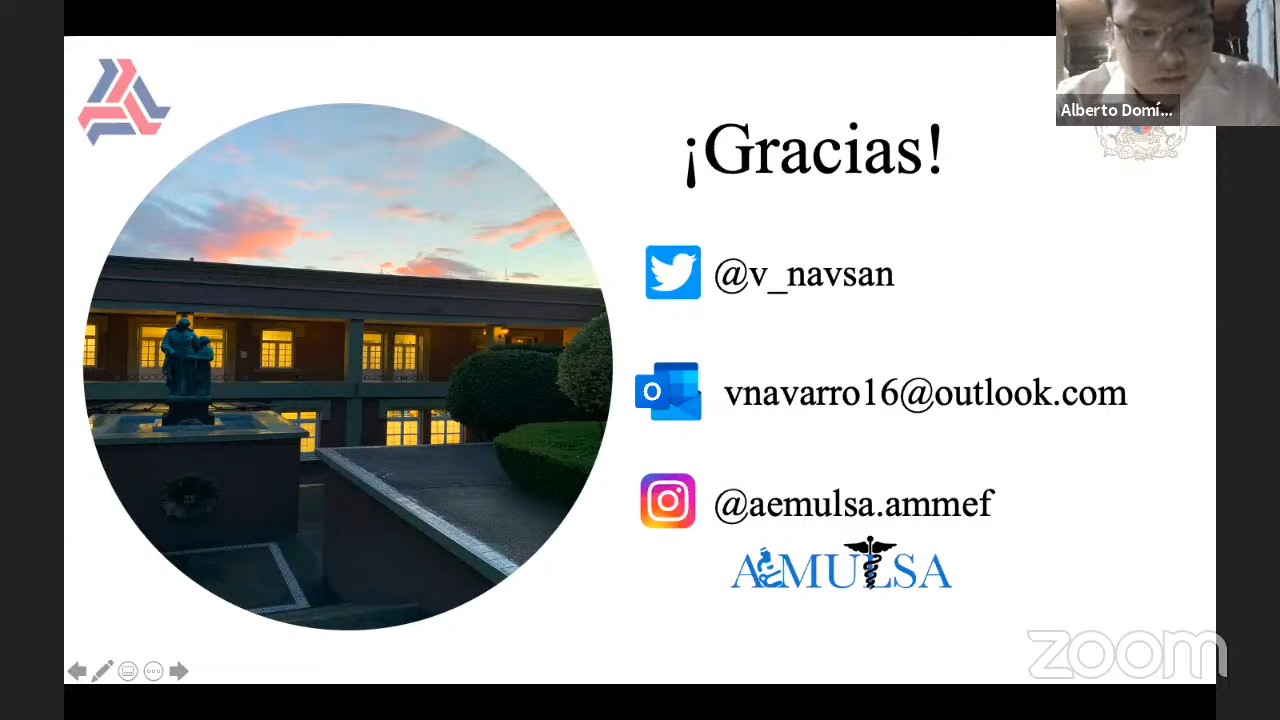 Alberto Domí...
¡Gracias!
@v_navsan
vnavarro16@outlook.com
@aemulsa.ammef
AEMULSA
zoom